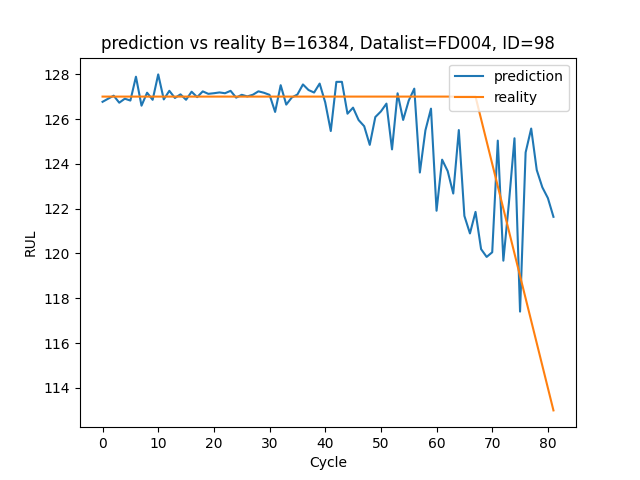 prediction vs reality B=16384, Datalist=FD004, ID=98
prediction
reality
RUL
128
126
124
122
120
118
116
114
0 10 20 30 40 50 60 70 80
Cycle